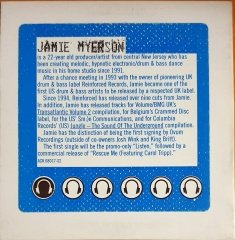 JAMIE MYERSON
is a 22-year old producer/artist from central New Jersey who has
been creating melodic, hypnotic electronic/drum & bass dance
music in his home studio since 1991.
After a chance meeting in 1993 with the owner of pioneering UK
drum & bass label Reinforced Records, Jamie became one of the
first US drum & bass artists to be released by a respected UK label.
Since 1994, Reinforced has released over nine cuts from Jamie.
In addition, Jamie has released tracks for Volume/BMG UK's
Transatlantic Volume 2 compilation, for Belgium's Crammed Disc
label, for the US' Sm:)e Communications, and for Columbia
Records' (US) Jungle - The Sound Of The Underground compilation.
Jamie has the distinction of being the first signing by Ovum
Recordings (outside of co-owners Josh Wink and King Britt).
The first single will be the promo-only "Listen," followed by a
commercial release of "Rescue Me (Featuring Carol Tripp)."